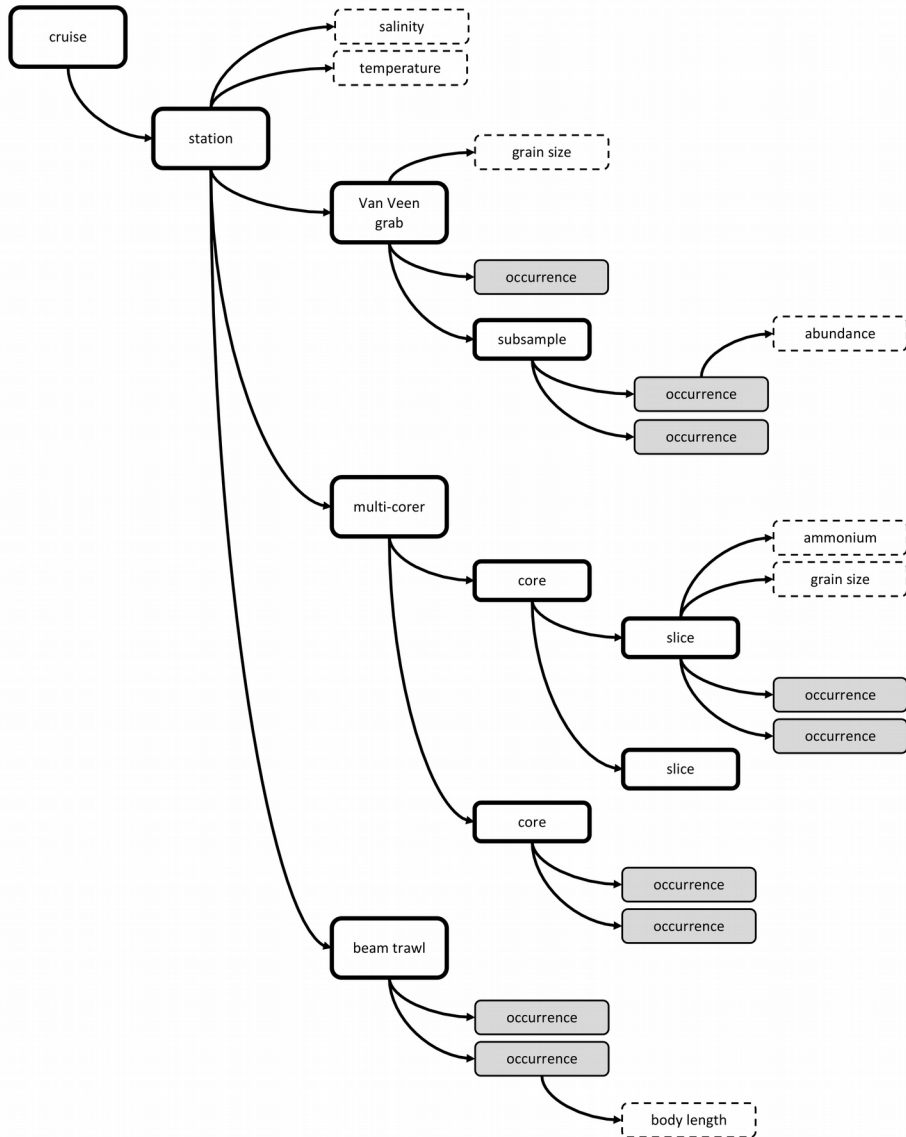 cruise
salinity
temperature
station
grain size
Van Veen
grab
occurrence
subsample
abundance
occurrence
occurrence
multi-corer
ammonium
core
grain size
slice
occurrence
occurrence
slice
core
occurrence
occurrence
beam trawl
occurrence
occurrence
body length